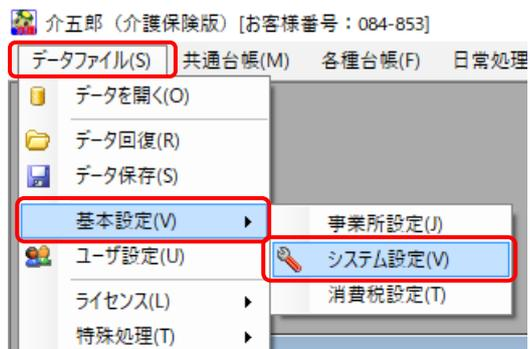 介五郎（介護保険版）[お客様番号：084-853]
データファイル(S) 共通台帳(M) 各種台帳(F) 日常処理
データを開く(O)
データ回復(R)
データ保存(S)
基本設定(V) 事業所設定(J)
ユーザ設定(U) システム設定(V)
ライセンス(L) 消費税設定(T)
特殊処理(T)